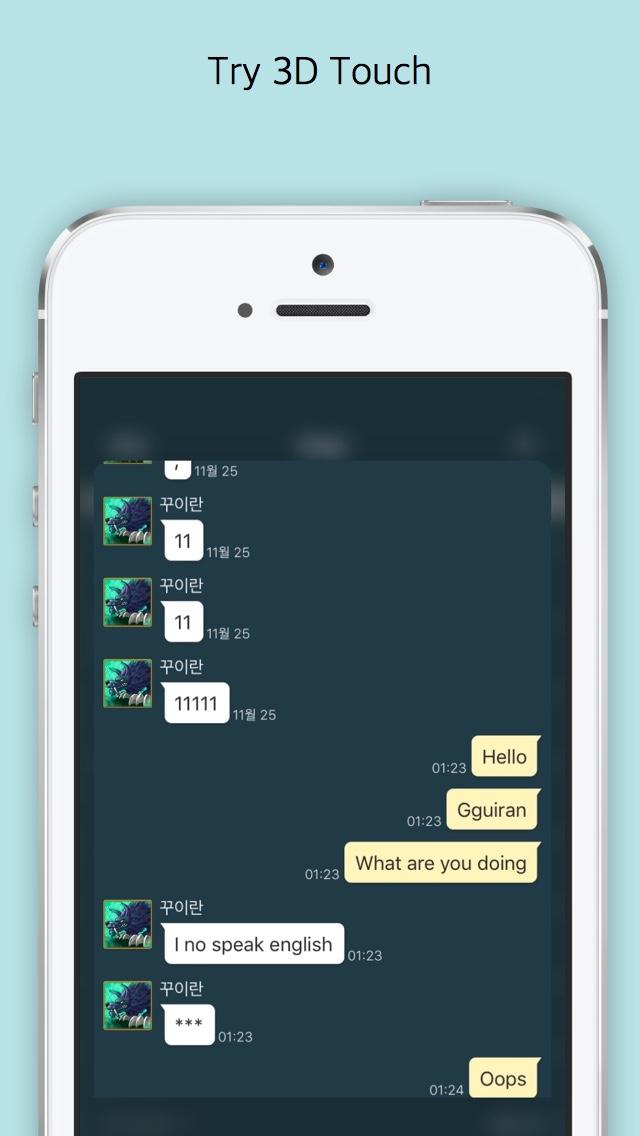 Try 3D Touch
, 11월 25
꾸이란
11 11월 25
꾸이란
11 11월 25
꾸이란
11111 11월 25
01:23 Hello
01:23 Gguiran
01:23 What are you doing
꾸이란
I no speak english 01:23
꾸이란
*** 01:23
01:24 Oops